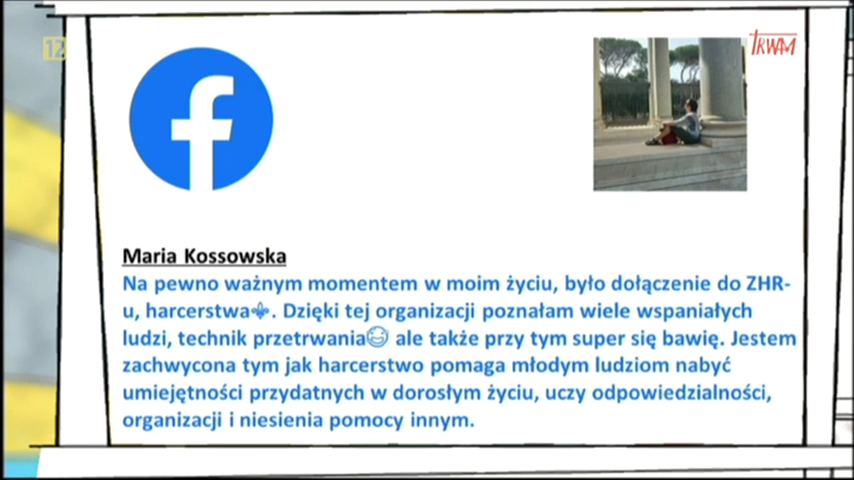 12
TRWAM
Maria Kossowska
Na pewno ważnym momentem w moim życiu, było dołączenie do ZHR-
u, harcerstwa⚜. Dzięki tej organizacji poznałam wiele wspaniałych
ludzi, technik przetrwania😅 ale także przy tym super się bawię. Jestem
zachwycona tym jak harcerstwo pomaga młodym ludziom nabyć
umiejętności przydatnych w dorosłym życiu, uczy odpowiedzialności,
organizacji i niesienia pomocy innym.